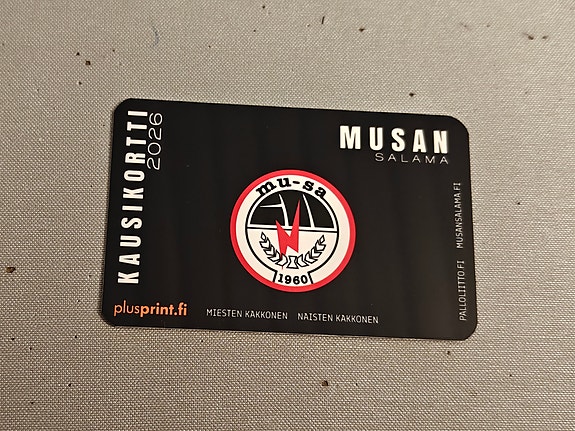 KAUSIKORTTI
2026
MUSAN
SALAMA
mu-sa
1960
plusprint.fi
MIESTEN KAKKONEN NAISTEN KAKKONEN
PALLOLIITTO.FI MUSANSALAMA.FI